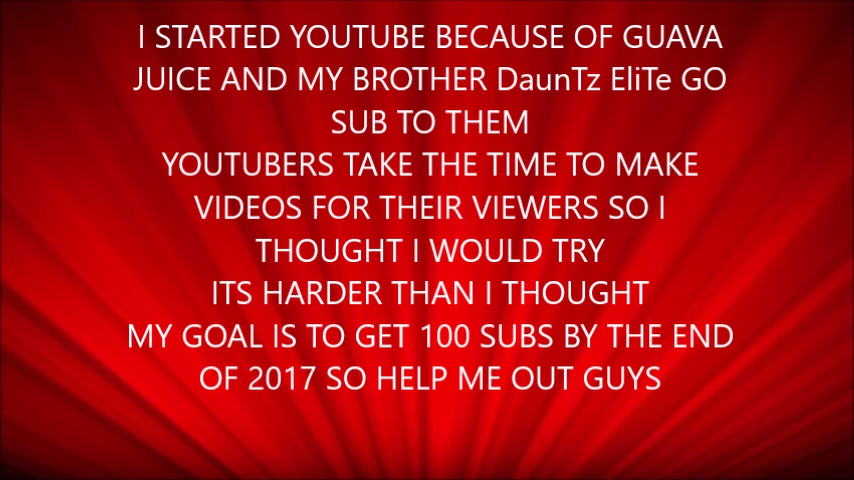 I STARTED YOUTUBE BECAUSE OF GUAVA
JUICE AND MY BROTHER DaunTz EliTe GO
SUB TO THEM
YOUTUBERS TAKE THE TIME TO MAKE
VIDEOS FOR THEIR VIEWERS SO I
THOUGHT I WOULD TRY
ITS HARDER THAN I THOUGHT
MY GOAL IS TO GET 100 SUBS BY THE END
OF 2017 SO HELP ME OUT GUYS